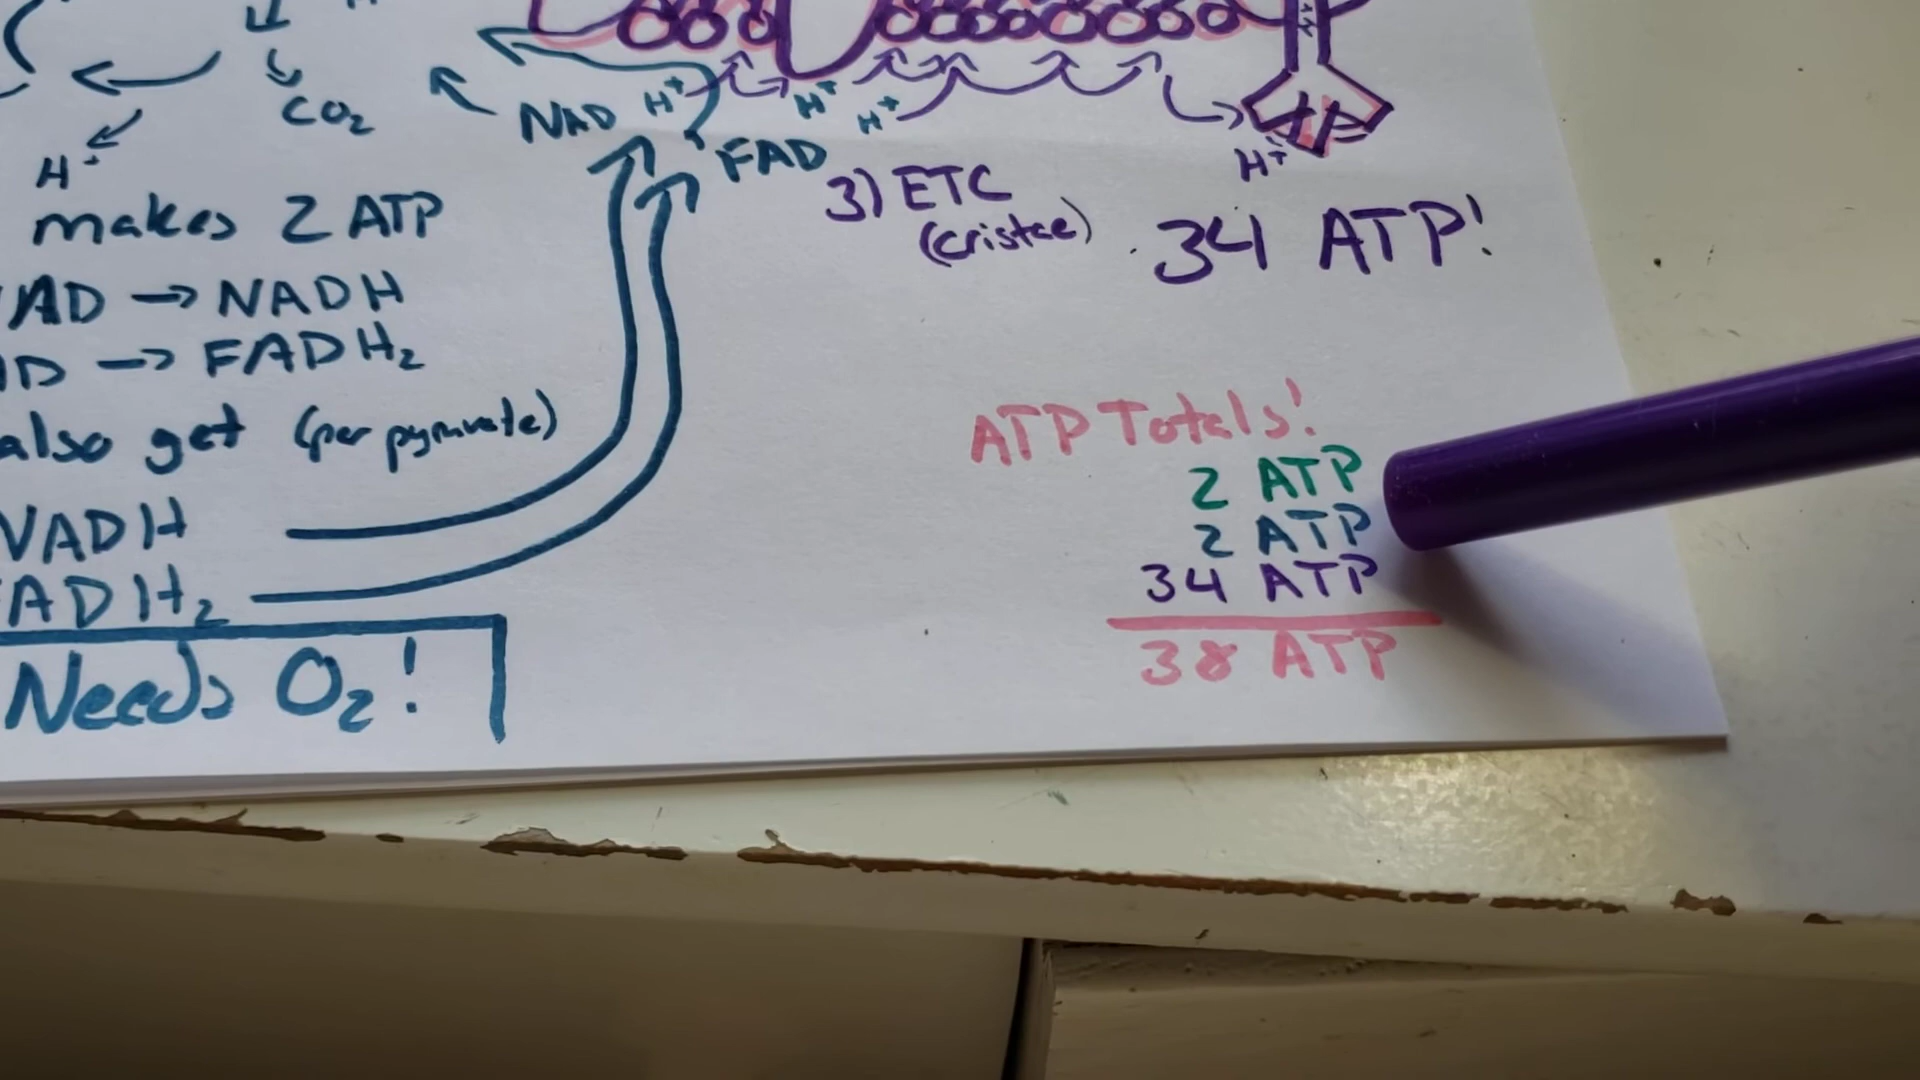 H+
CO2
H+
NAD
H+
H+
H+
FAD
H+
3) ETC
(cristae)
34 ATP!
makes 2 ATP
AD → NADH
D → FADH2
also get (per pyruvate)
NADH
FADH2
Needs O2!
ATP Totals!
2 ATP
2 ATP
34 ATP
38 ATP